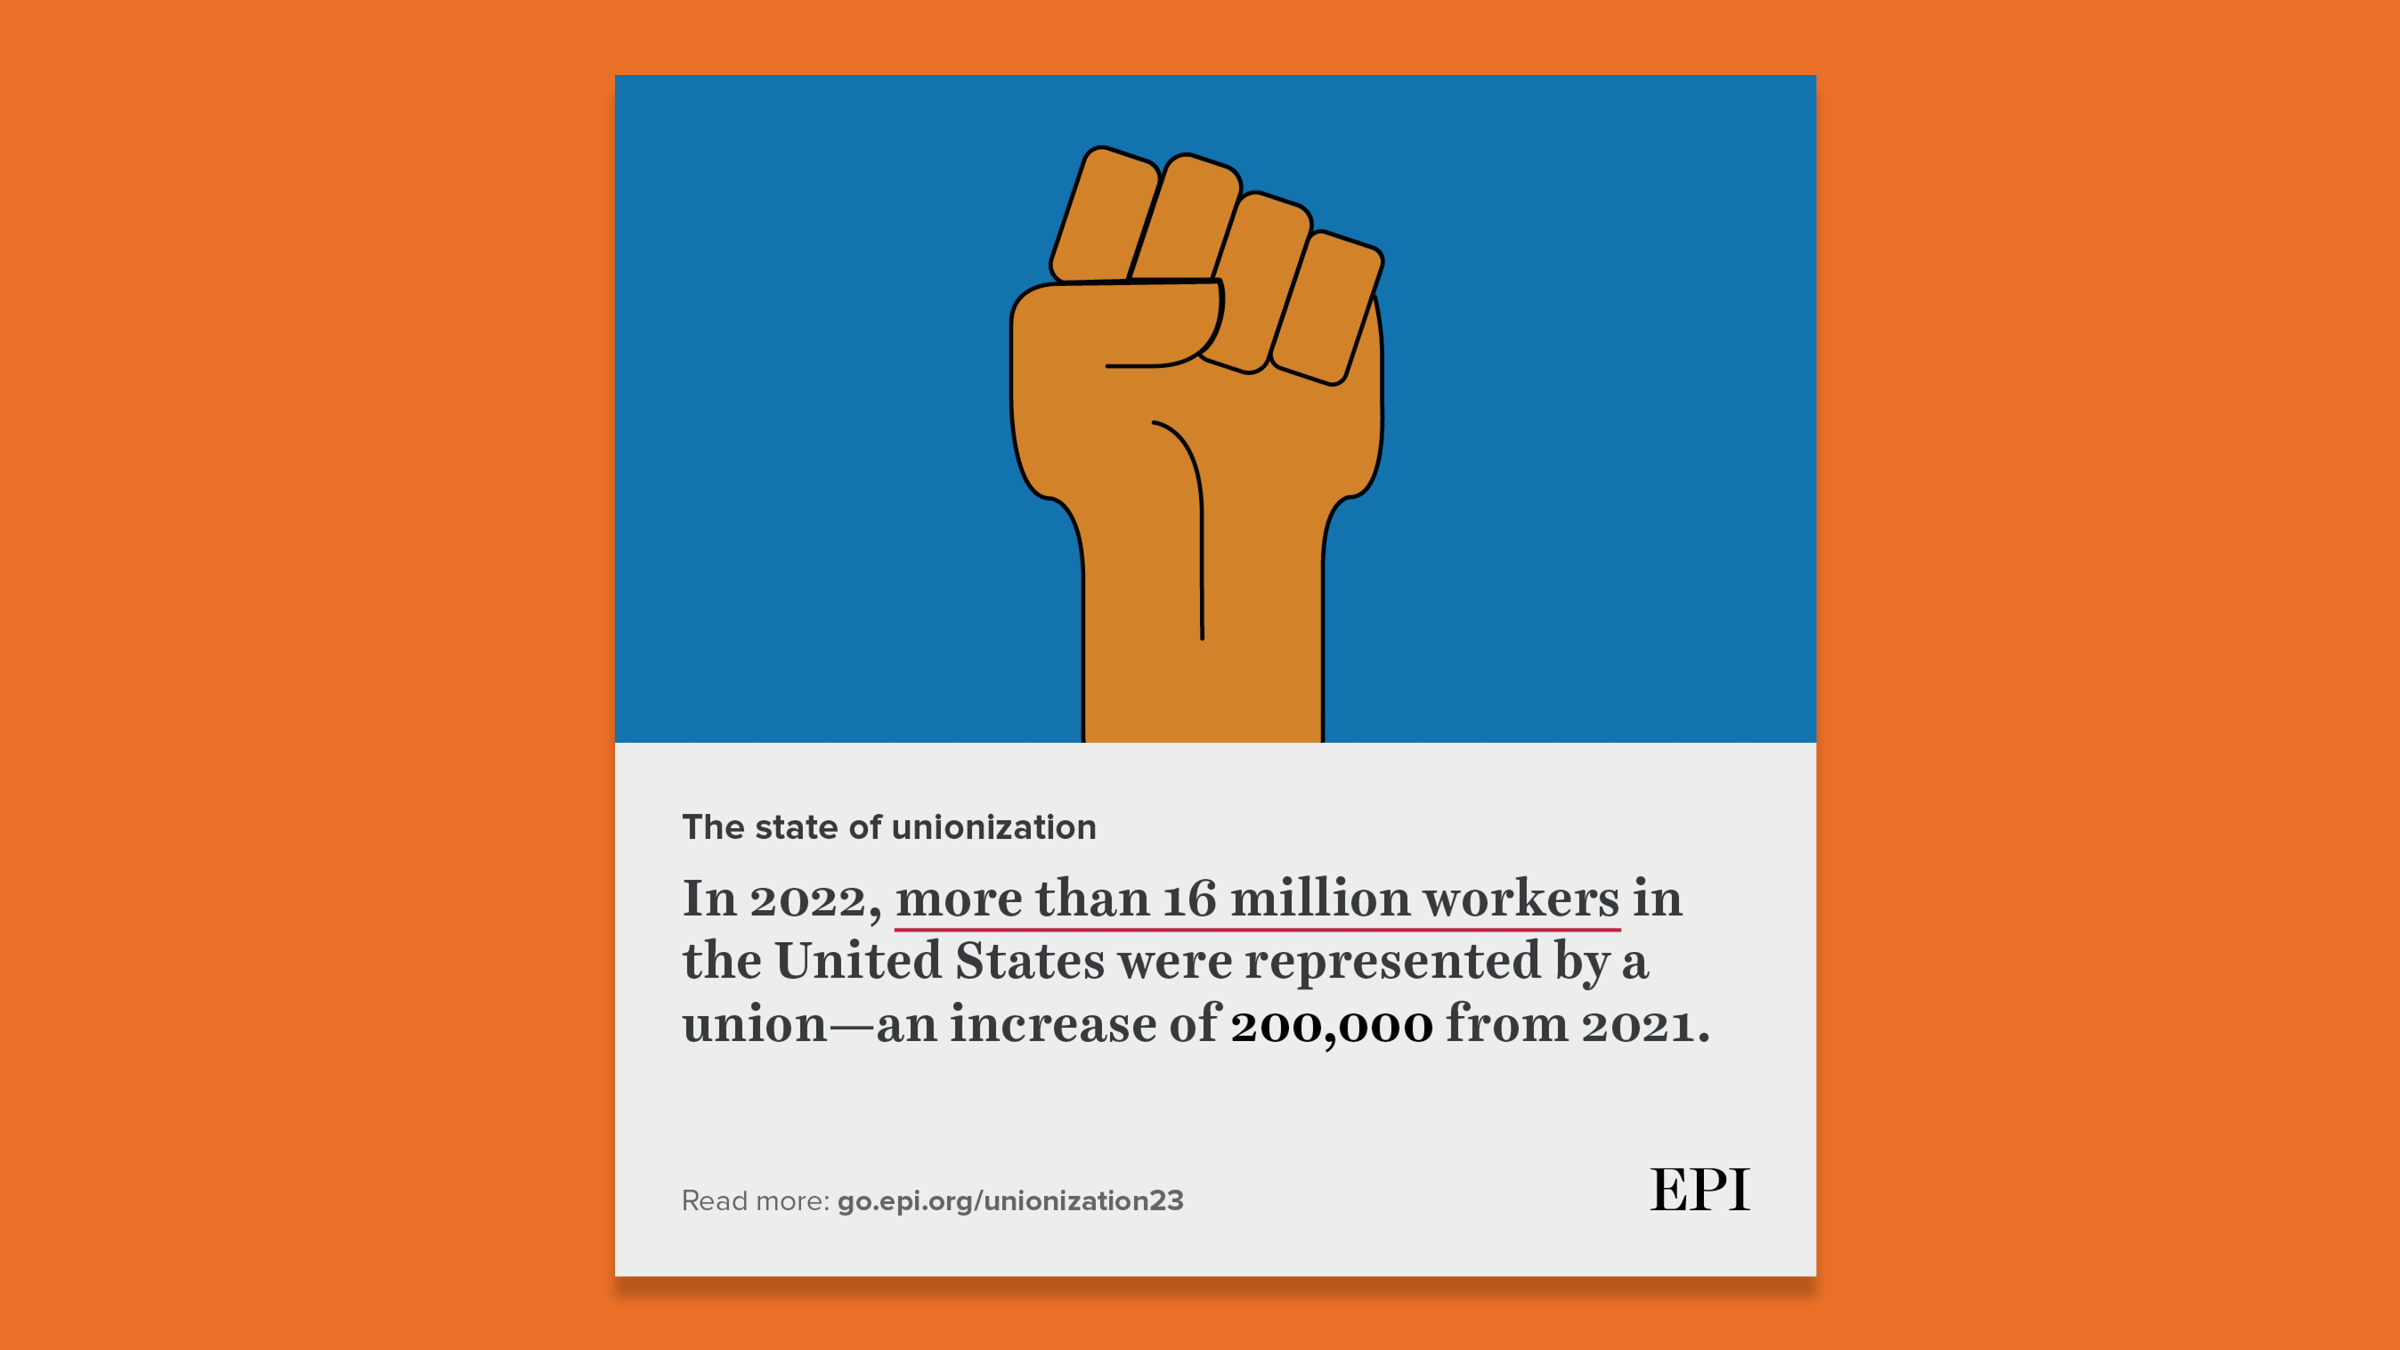 The state of unionization
In 2022, more than 16 million workers in
the United States were represented by a
union—an increase of 200,000 from 2021.
Read more: go.epi.org/unionization23
EPI